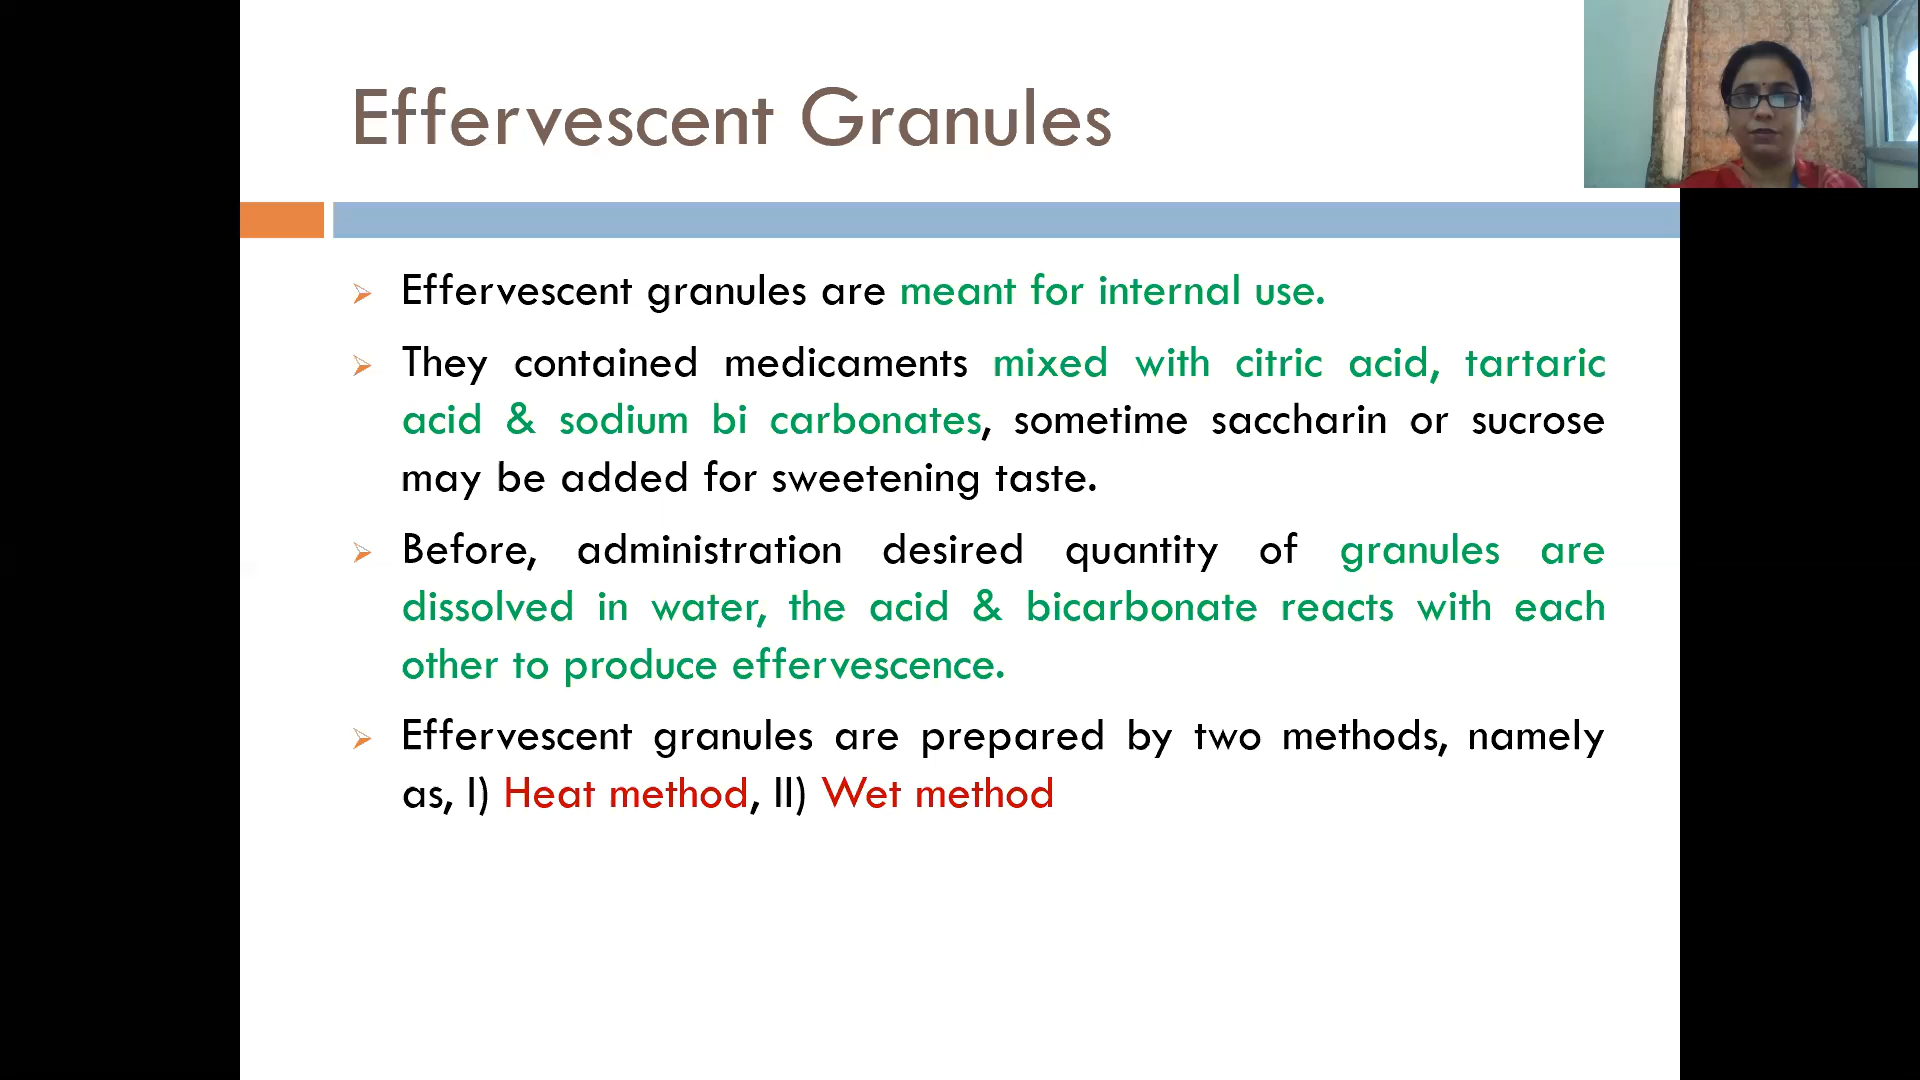 Effervescent Granules
Effervescent granules are meant for internal use.
They contained medicaments mixed with citric acid, tartaric
acid & sodium bi carbonates, sometime saccharin or sucrose
may be added for sweetening taste.
Before, administration desired quantity of granules are
dissolved in water, the acid & bicarbonate reacts with each
other to produce effervescence.
Effervescent granules are prepared by two methods, namely
as, I) Heat method, II) Wet method